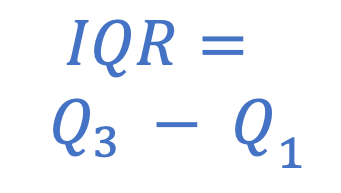 IQR =
Q₃ − Q₁